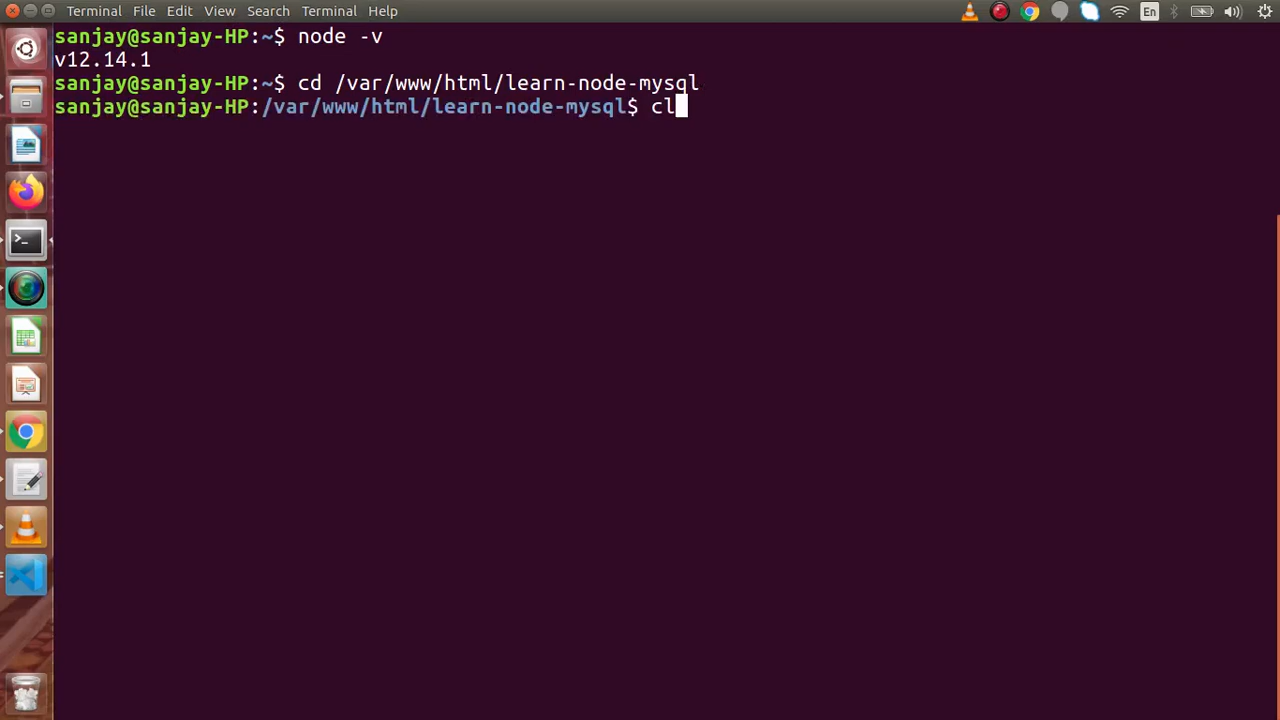 Terminal File Edit View Search Terminal Help En
sanjay@sanjay-HP:~$ node -v
v12.14.1
sanjay@sanjay-HP:~$ cd /var/www/html/learn-node-mysql
sanjay@sanjay-HP:/var/www/html/learn-node-mysql$ cl